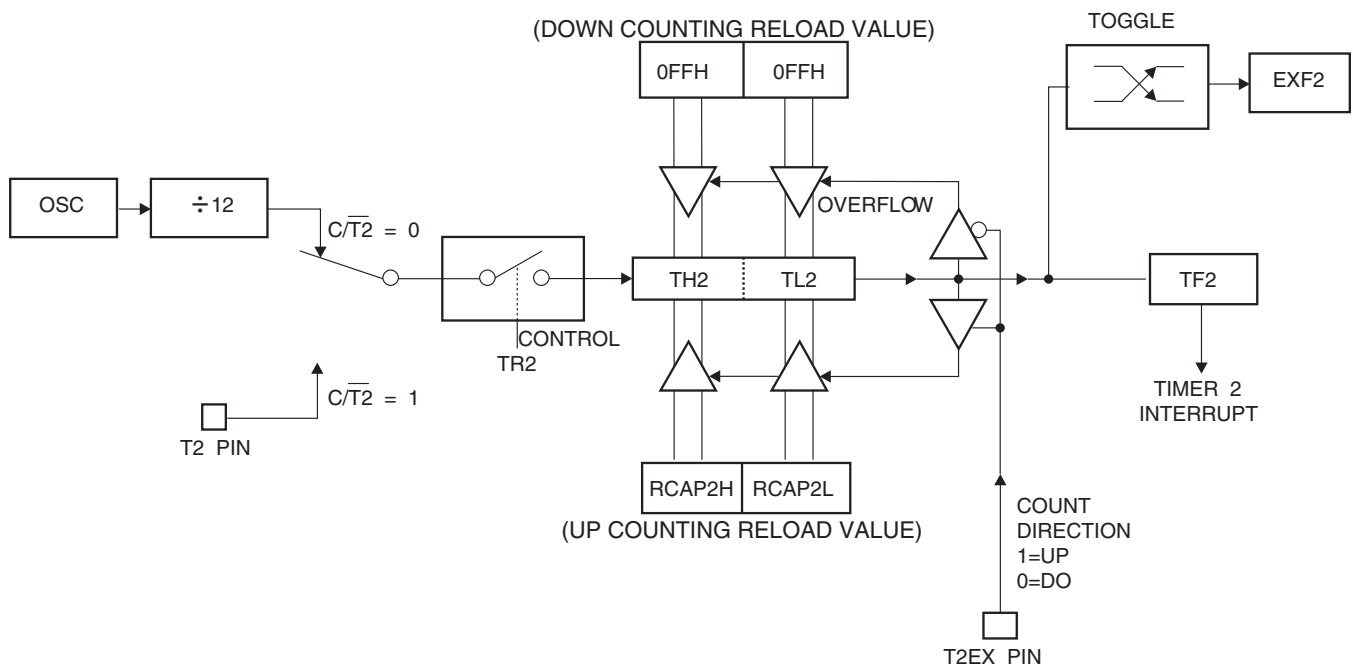 (DOWN COUNTING RELOAD VALUE)
TOGGLE
0FFH
0FFH
EXF2
OSC
÷12
OVERFLOW
C/T2̅ = 0
TH2
TL2
TF2
CONTROL
TR2
C/T2̅ = 1
TIMER 2
INTERRUPT
T2 PIN
RCAP2H
RCAP2L
(UP COUNTING RELOAD VALUE)
COUNT
DIRECTION
1=UP
0=DO
T2EX PIN